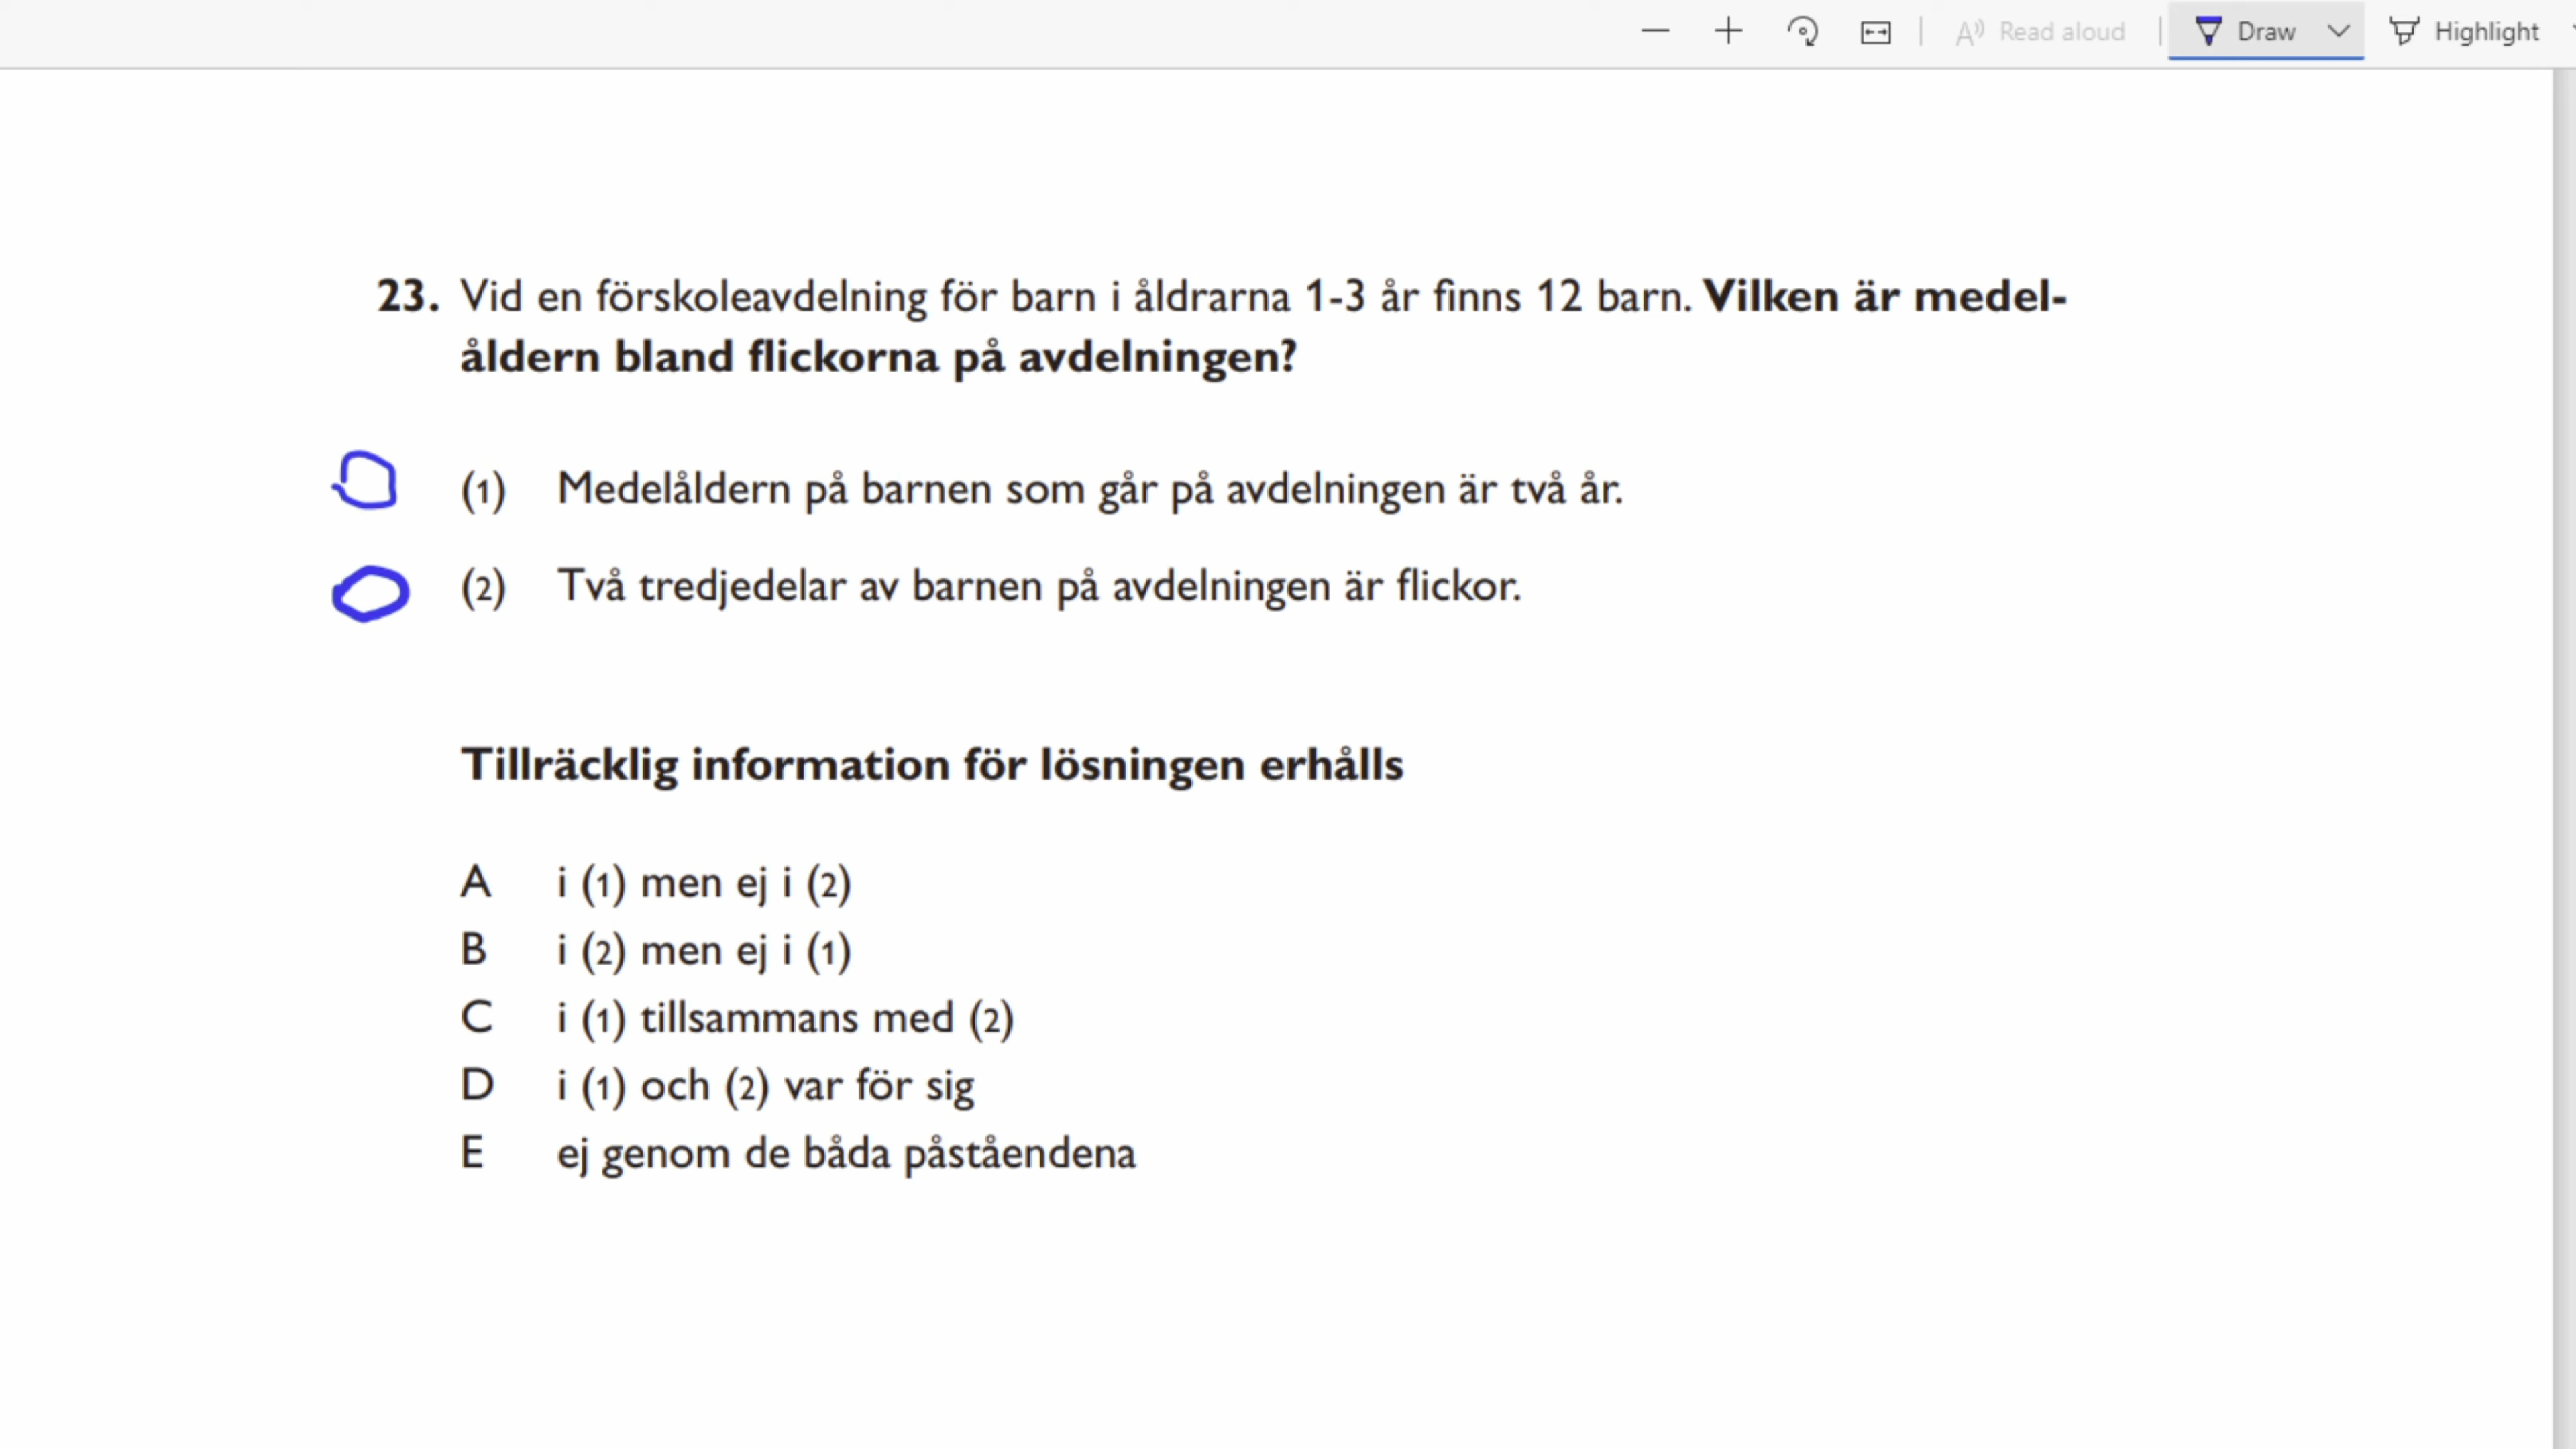 Read aloud Draw Highlight
23. Vid en förskoleavdelning för barn i åldrarna 1-3 år finns 12 barn. Vilken är medel-
åldern bland flickorna på avdelningen?
(1) Medelåldern på barnen som går på avdelningen är två år.
(2) Två tredjedelar av barnen på avdelningen är flickor.
Tillräcklig information för lösningen erhålls
A i (1) men ej i (2)
B i (2) men ej i (1)
C i (1) tillsammans med (2)
D i (1) och (2) var för sig
E ej genom de båda påståendena